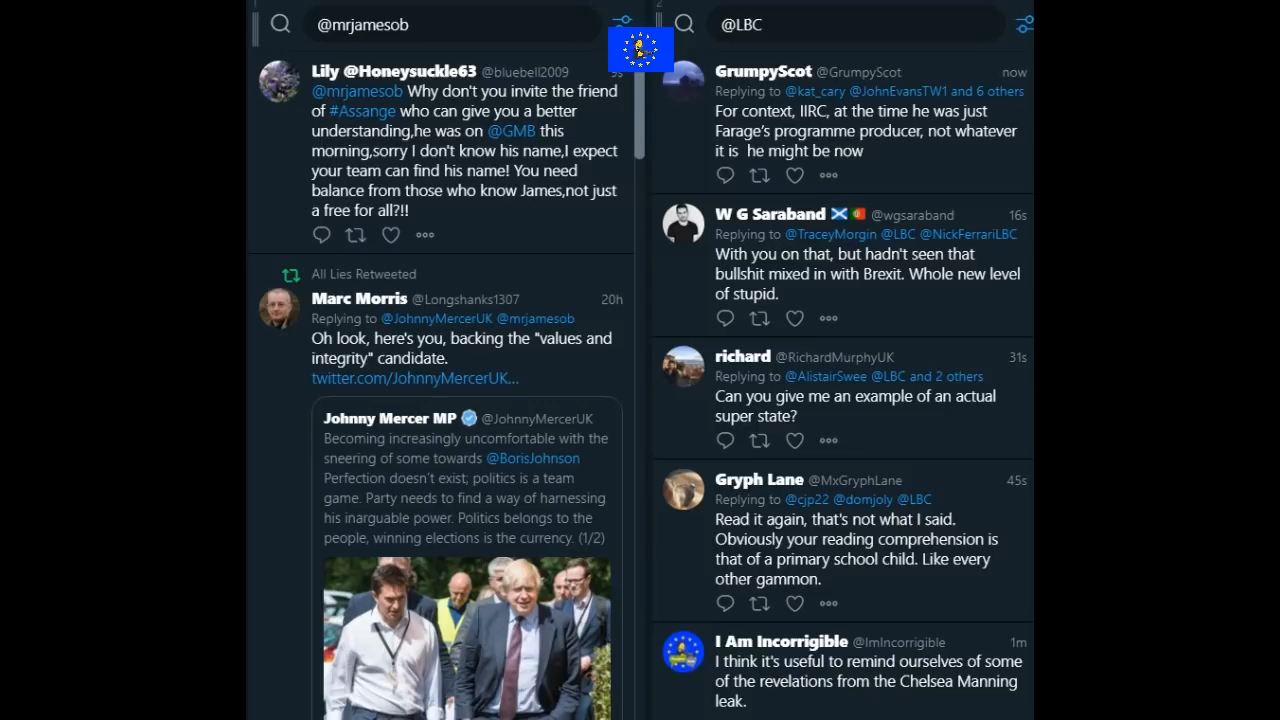 1
@mrjamesob
Lily @Honeysuckle63 @bluebell2009 9s
@mrjamesob Why don't you invite the friend
of #Assange who can give you a better
understanding,he was on @GMB this
morning,sorry I don't know his name,I expect
your team can find his name! You need
balance from those who know James,not just
a free for all?!!
All Lies Retweeted
Marc Morris @Longshanks1307 20h
Replying to @JohnnyMercerUK @mrjamesob
Oh look, here's you, backing the "values and
integrity" candidate.
twitter.com/JohnnyMercerUK...
Johnny Mercer MP @JohnnyMercerUK
Becoming increasingly uncomfortable with the
sneering of some towards @BorisJohnson
Perfection doesn't exist; politics is a team
game. Party needs to find a way of harnessing
his inarguable power. Politics belongs to the
people, winning elections is the currency. (1/2)
2
@LBC
GrumpyScot @GrumpyScot now
Replying to @kat_cary @JohnEvansTW1 and 6 others
For context, IIRC, at the time he was just
Farage's programme producer, not whatever
it is he might be now
W G Saraband @wgsaraband 16s
Replying to @TraceyMorgin @LBC @NickFerrariLBC
With you on that, but hadn't seen that
bullshit mixed in with Brexit. Whole new level
of stupid.
richard @RichardMurphyUK 31s
Replying to @AlistairSwee @LBC and 2 others
Can you give me an example of an actual
super state?
Gryph Lane @MxGryphLane 45s
Replying to @cjp22 @domjoly @LBC
Read it again, that's not what I said.
Obviously your reading comprehension is
that of a primary school child. Like every
other gammon.
I Am Incorrigible @ImIncorrigible 1m
I think it's useful to remind ourselves of some
of the revelations from the Chelsea Manning
leak.